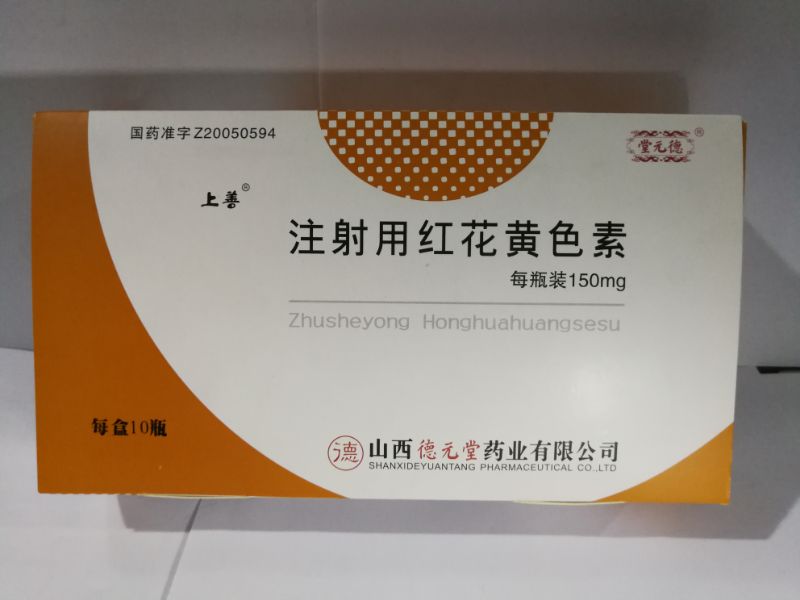 国药准字Z20050594
堂元德®
上善®
注射用红花黄色素
每瓶装150mg
Zhusheyong Honghuahuangsesu
每盒10瓶
德 山西德元堂药业有限公司
SHANXIDEYUANTANG PHARMACEUTICAL CO.,LTD